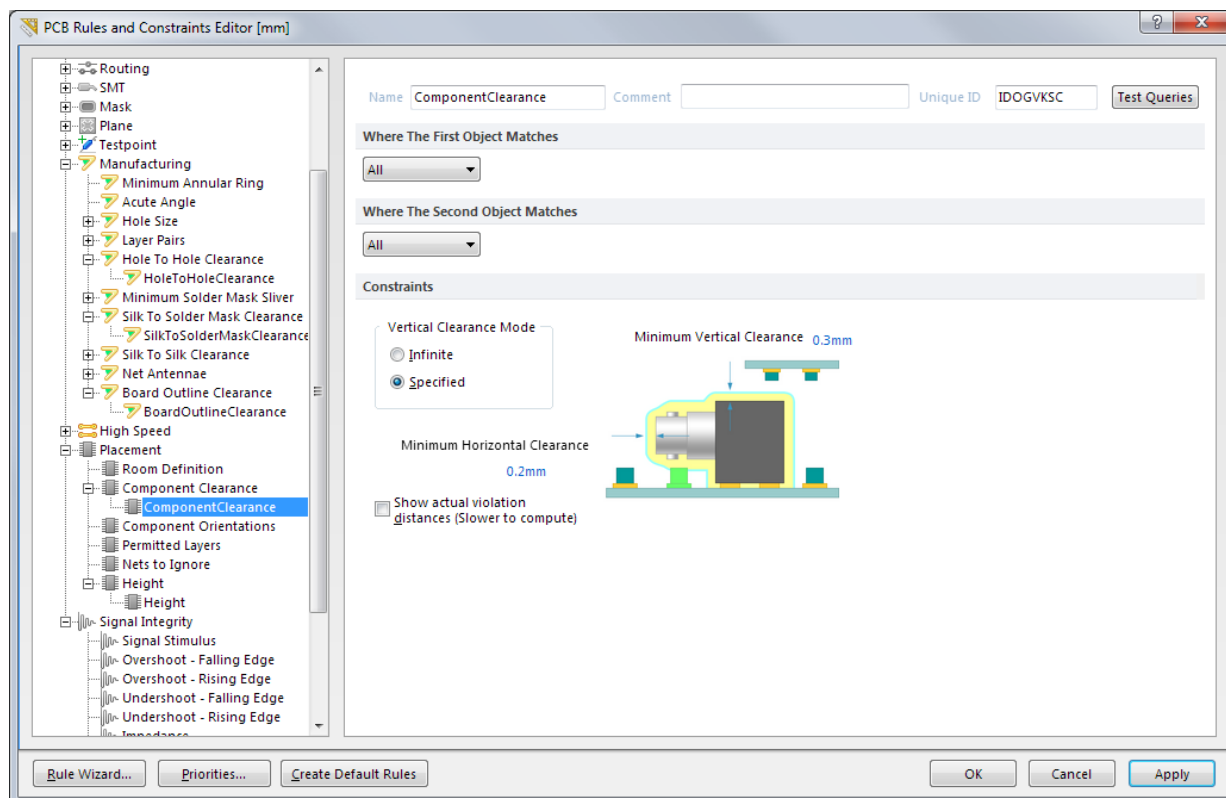 PCB Rules and Constraints Editor [mm]
Routing
SMT
Mask
Plane
Testpoint
Manufacturing
Minimum Annular Ring
Acute Angle
Hole Size
Layer Pairs
Hole To Hole Clearance
HoleToHoleClearance
Minimum Solder Mask Sliver
Silk To Solder Mask Clearance
SilkToSolderMaskClearance
Silk To Silk Clearance
Net Antennae
Board Outline Clearance
BoardOutlineClearance
High Speed
Placement
Room Definition
Component Clearance
ComponentClearance
Component Orientations
Permitted Layers
Nets to Ignore
Height
Height
Signal Integrity
Signal Stimulus
Overshoot - Falling Edge
Overshoot - Rising Edge
Undershoot - Falling Edge
Undershoot - Rising Edge
Impedance
Name ComponentClearance Comment Unique ID IDOGVKSC Test Queries
Where The First Object Matches
All
Where The Second Object Matches
All
Constraints
Vertical Clearance Mode
Infinite
Specified
Minimum Vertical Clearance 0.3mm
Minimum Horizontal Clearance
0.2mm
Show actual violation
distances (Slower to compute)
Rule Wizard... Priorities... Create Default Rules OK Cancel Apply